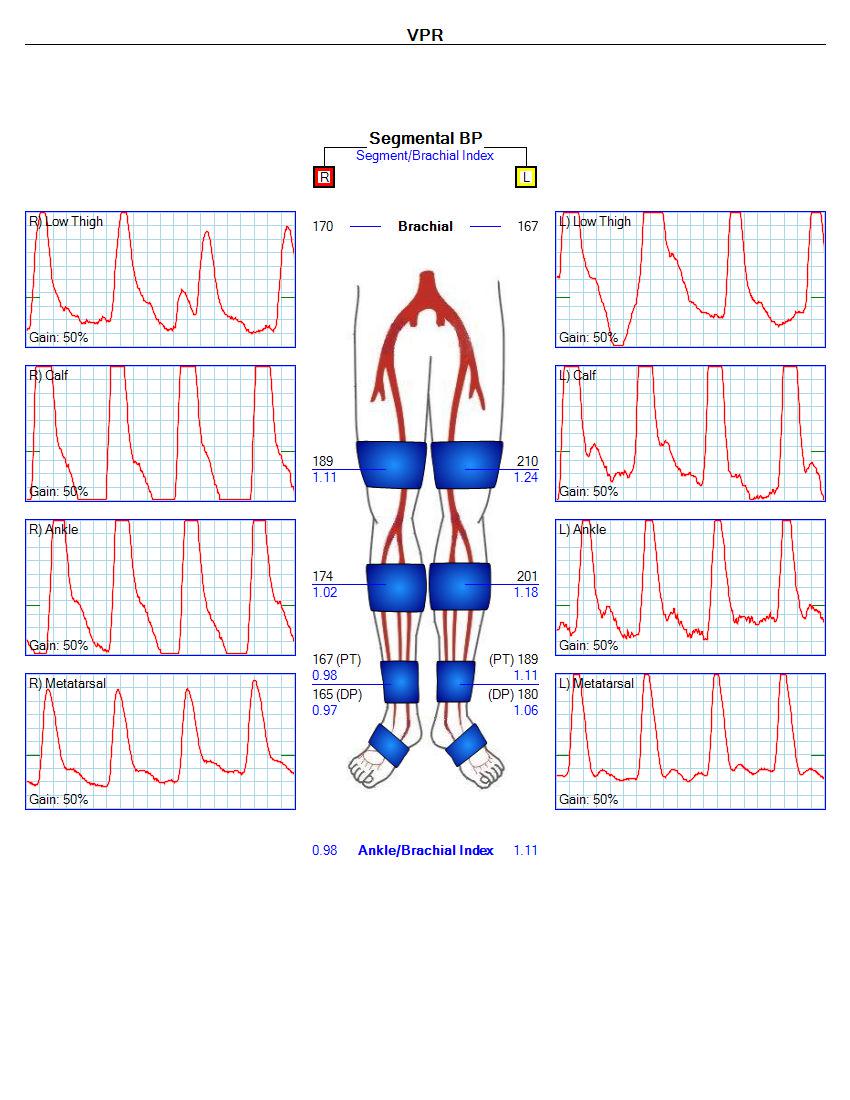 VPR
Segmental BP
Segment/Brachial Index
R
L
170 Brachial 167
R) Low Thigh
Gain: 50%
L) Low Thigh
Gain: 50%
R) Calf
Gain: 50%
L) Calf
Gain: 50%
189
1.11
210
1.24
R) Ankle
Gain: 50%
L) Ankle
Gain: 50%
174
1.02
201
1.18
R) Metatarsal
Gain: 50%
L) Metatarsal
Gain: 50%
167 (PT)
0.98
165 (DP)
0.97
(PT) 189
1.11
(DP) 180
1.06
0.98 Ankle/Brachial Index 1.11